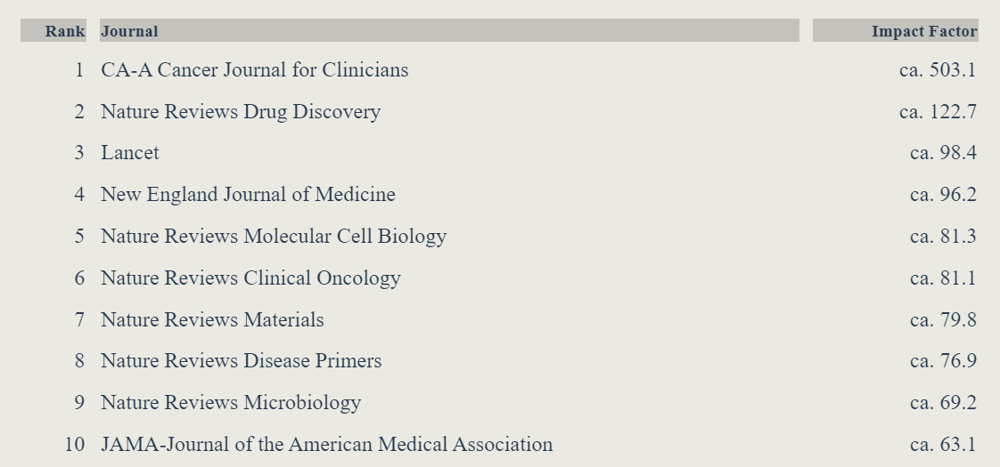 Rank Journal Impact Factor
1 CA-A Cancer Journal for Clinicians ca. 503.1
2 Nature Reviews Drug Discovery ca. 122.7
3 Lancet ca. 98.4
4 New England Journal of Medicine ca. 96.2
5 Nature Reviews Molecular Cell Biology ca. 81.3
6 Nature Reviews Clinical Oncology ca. 81.1
7 Nature Reviews Materials ca. 79.8
8 Nature Reviews Disease Primers ca. 76.9
9 Nature Reviews Microbiology ca. 69.2
10 JAMA-Journal of the American Medical Association ca. 63.1